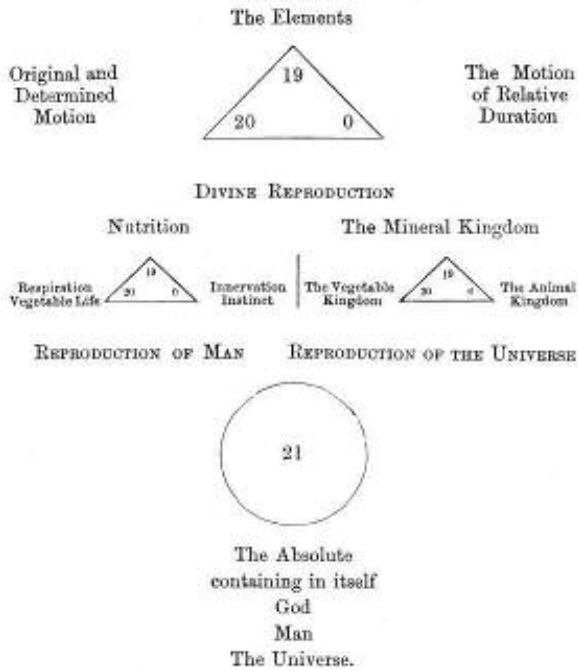 The Elements
Original and
Determined
Motion
19
20 0
The Motion
of Relative
Duration
DIVINE REPRODUCTION
Nutrition
The Mineral Kingdom
Respiration
Vegetable Life
19
20 0
Innervation
Instinct
The Vegetable
Kingdom
19
20 0
The Animal
Kingdom
REPRODUCTION OF MAN
REPRODUCTION OF THE UNIVERSE
21
The Absolute
containing in itself
God
Man
The Universe.